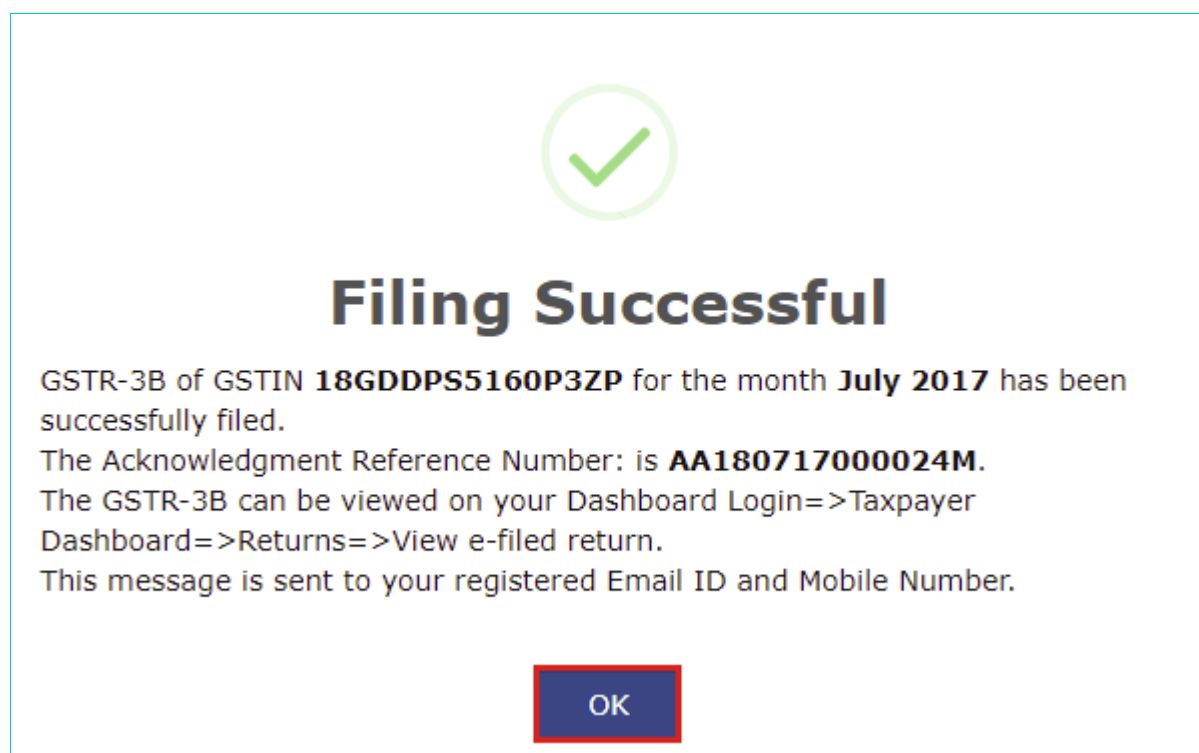 Filing Successful
GSTR-3B of GSTIN 18GDDPS5160P3ZP for the month July 2017 has been
successfully filed.
The Acknowledgment Reference Number: is AA180717000024M.
The GSTR-3B can be viewed on your Dashboard Login=>Taxpayer
Dashboard=>Returns=>View e-filed return.
This message is sent to your registered Email ID and Mobile Number.
OK